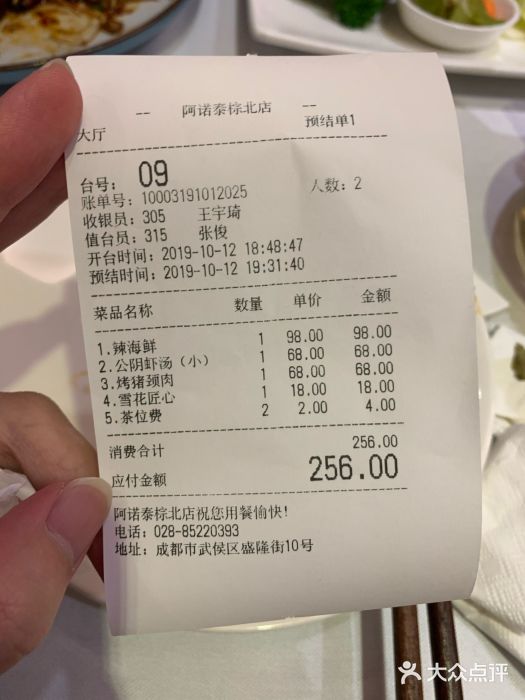 -- 阿诺泰棕北店 --
大厅 预结单1
台号： 09
账单号：10003191012025 人数：2
收银员：305 王宇琦
值台员：315 张俊
开台时间：2019-10-12 18:48:47
预结时间：2019-10-12 19:31:40
菜品名称 数量 单价 金额
1.辣海鲜 1 98.00 98.00
2.公阴虾汤（小） 1 68.00 68.00
3.烤猪颈肉 1 68.00 68.00
4.雪花匠心 1 18.00 18.00
5.茶位费 2 2.00 4.00
消费合计 256.00
应付金额 256.00
阿诺泰棕北店祝您用餐愉快！
电话：028-85220393
地址：成都市武侯区盛隆街10号
大众点评